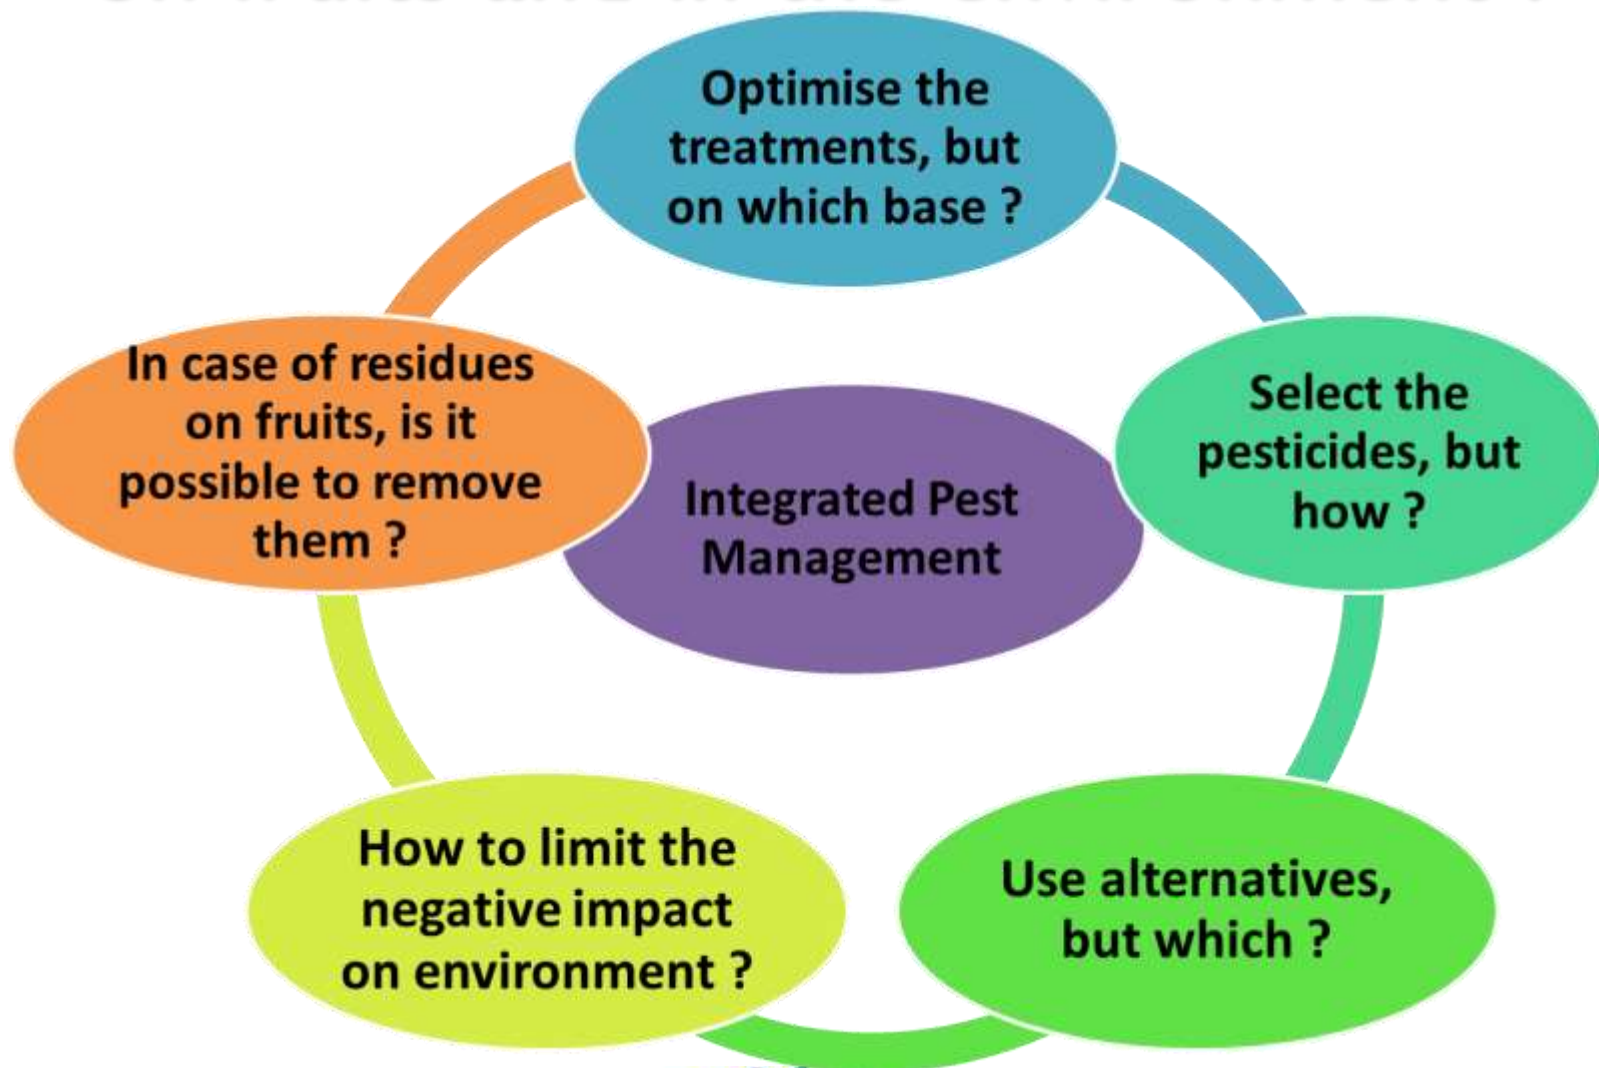 Optimise the
treatments, but
on which base ?
In case of residues
on fruits, is it
possible to remove
them ?
Select the
pesticides, but
how ?
Integrated Pest
Management
How to limit the
negative impact
on environment ?
Use alternatives,
but which ?